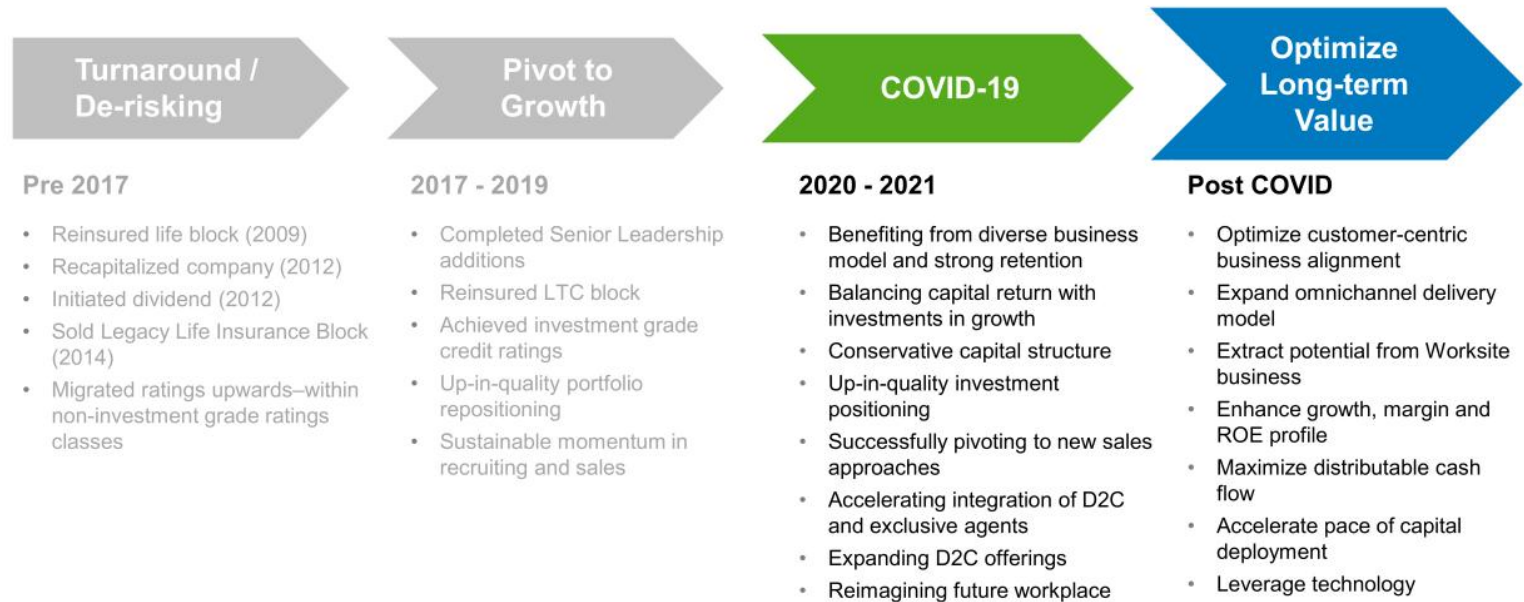 Turnaround /
De-risking
Pre 2017
• Reinsured life block (2009)
• Recapitalized company (2012)
• Initiated dividend (2012)
• Sold Legacy Life Insurance Block
(2014)
• Migrated ratings upwards–within
non-investment grade ratings
classes
Pivot to
Growth
2017 - 2019
• Completed Senior Leadership
additions
• Reinsured LTC block
• Achieved investment grade
credit ratings
• Up-in-quality portfolio
repositioning
• Sustainable momentum in
recruiting and sales
COVID-19
2020 - 2021
• Benefiting from diverse business
model and strong retention
• Balancing capital return with
investments in growth
• Conservative capital structure
• Up-in-quality investment
positioning
• Successfully pivoting to new sales
approaches
• Accelerating integration of D2C
and exclusive agents
• Expanding D2C offerings
• Reimagining future workplace
Optimize
Long-term
Value
Post COVID
• Optimize customer-centric
business alignment
• Expand omnichannel delivery
model
• Extract potential from Worksite
business
• Enhance growth, margin and
ROE profile
• Maximize distributable cash
flow
• Accelerate pace of capital
deployment
• Leverage technology